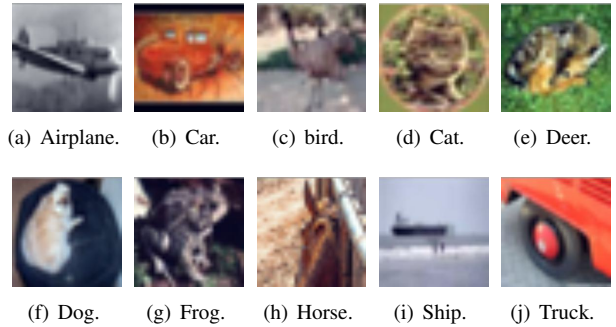 (a) Airplane.
(b) Car.
(c) bird.
(d) Cat.
(e) Deer.
(f) Dog.
(g) Frog.
(h) Horse.
(i) Ship.
(j) Truck.